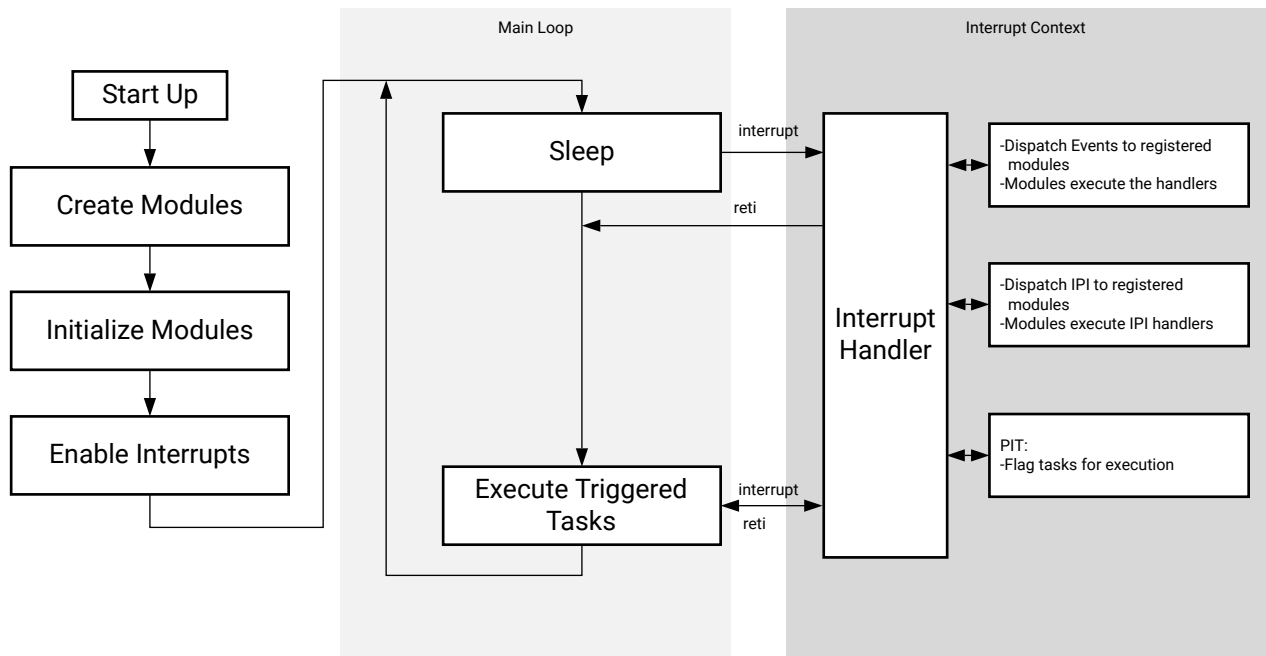 Main Loop
Interrupt Context
Start Up
Create Modules
Initialize Modules
Enable Interrupts
Sleep
interrupt
reti
Execute Triggered
Tasks
interrupt
reti
Interrupt
Handler
-Dispatch Events to registered
modules
-Modules execute the handlers
-Dispatch IPI to registered
modules
-Modules execute IPI handlers
PIT:
-Flag tasks for execution